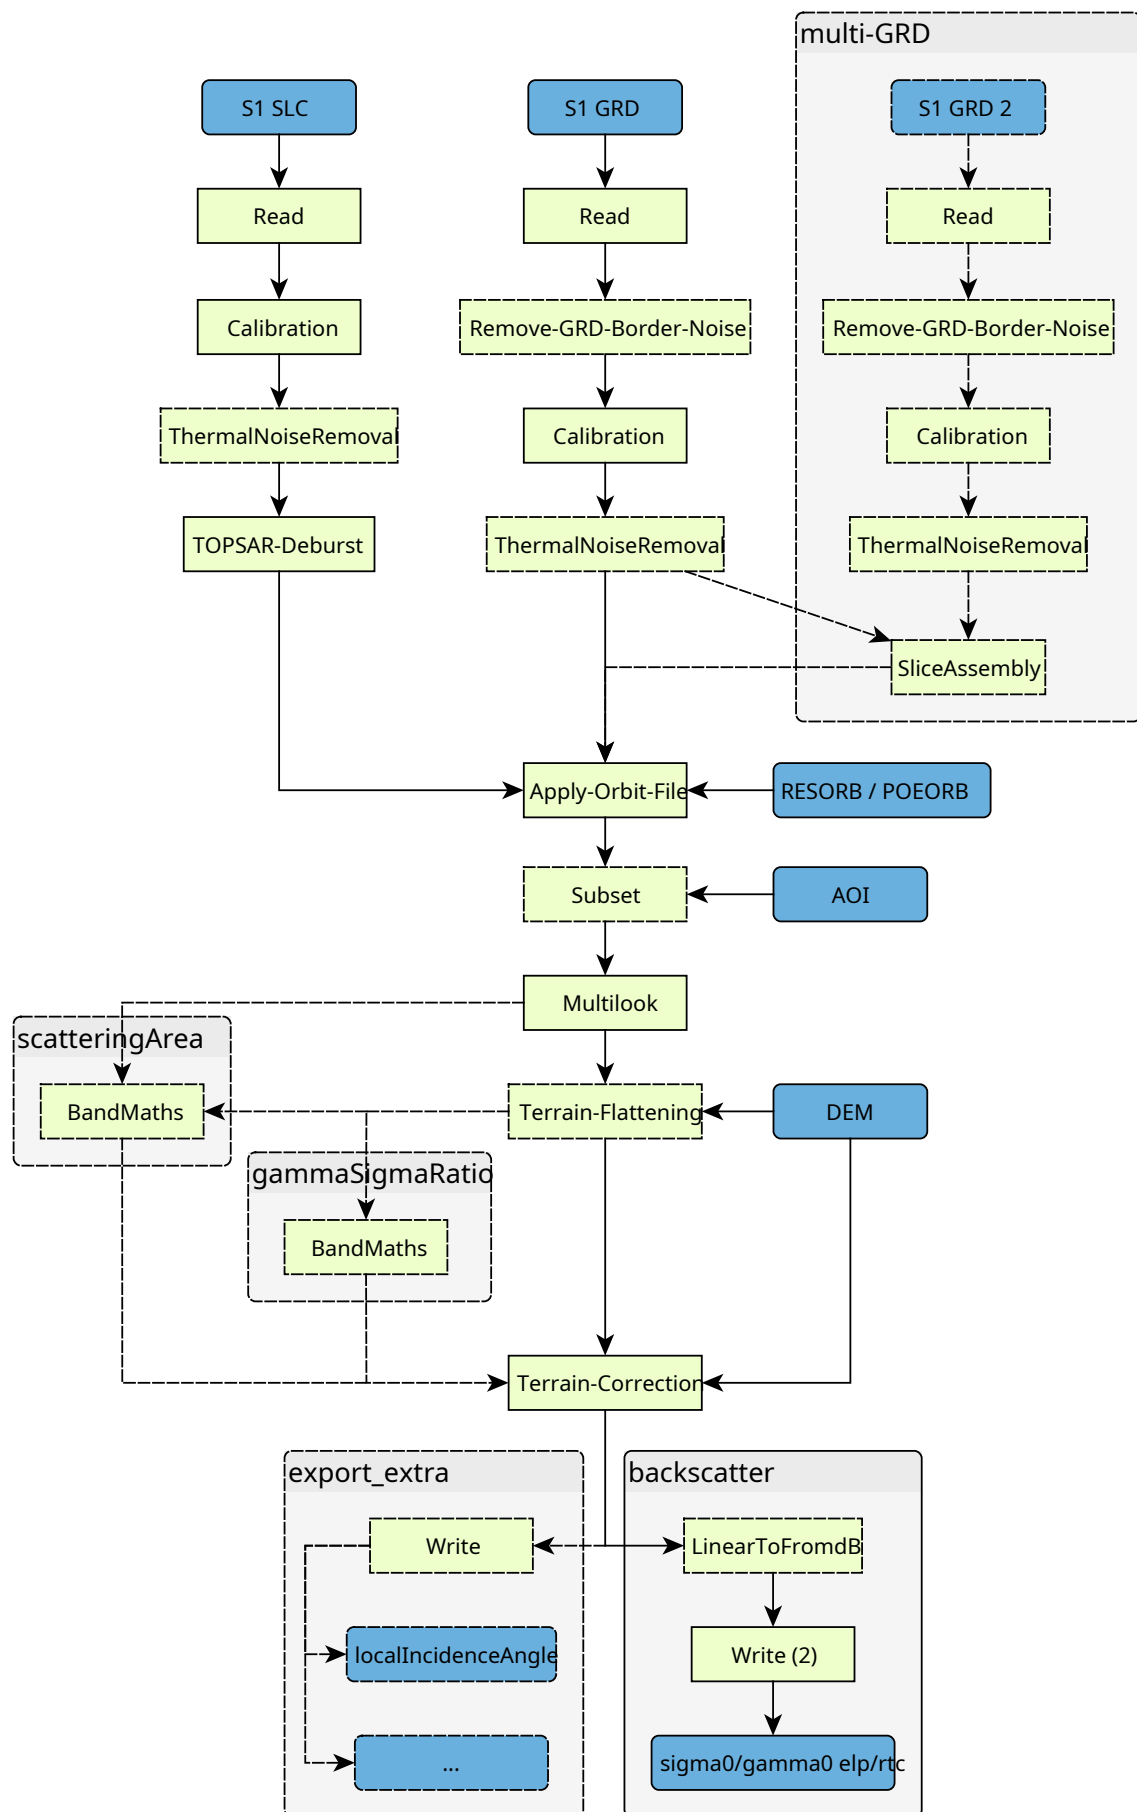 multi-GRD
S1 SLC
S1 GRD
S1 GRD 2
Read
Read
Read
Calibration
Remove-GRD-Border-Noise
Remove-GRD-Border-Noise
ThermalNoiseRemoval
Calibration
Calibration
TOPSAR-Deburst
ThermalNoiseRemoval
ThermalNoiseRemoval
SliceAssembly
Apply-Orbit-File
RESORB / POEORB
Subset
AOI
Multilook
scatteringArea
BandMaths
Terrain-Flattening
DEM
gammaSigmaRatio
BandMaths
Terrain-Correction
export_extra
backscatter
Write
LinearToFromdB
localIncidenceAngle
Write (2)
...
sigma0/gamma0 elp/rtc